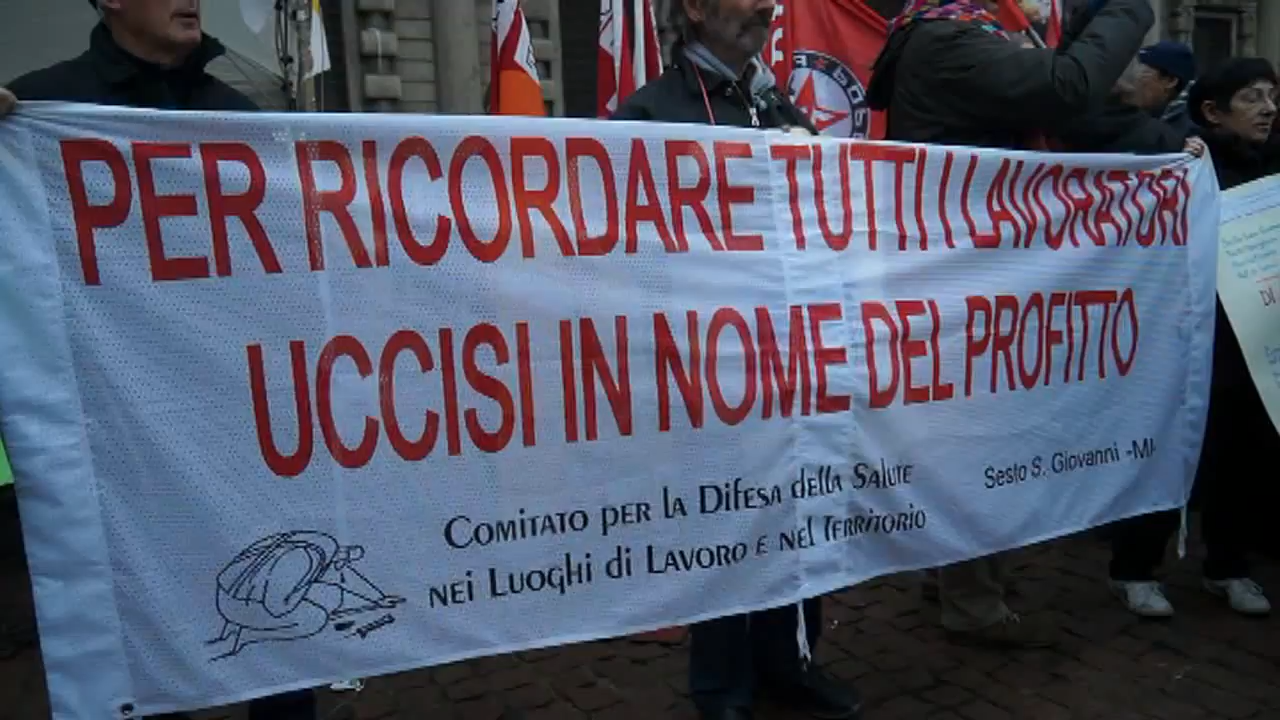 PER RICORDARE TUTTI I LAVORATORI
UCCISI IN NOME DEL PROFITTO
COMITATO PER LA DIFESA DELLA SALUTE
NEI LUOGHI DI LAVORO E NEL TERRITORIO
Sesto S. Giovanni -MI-